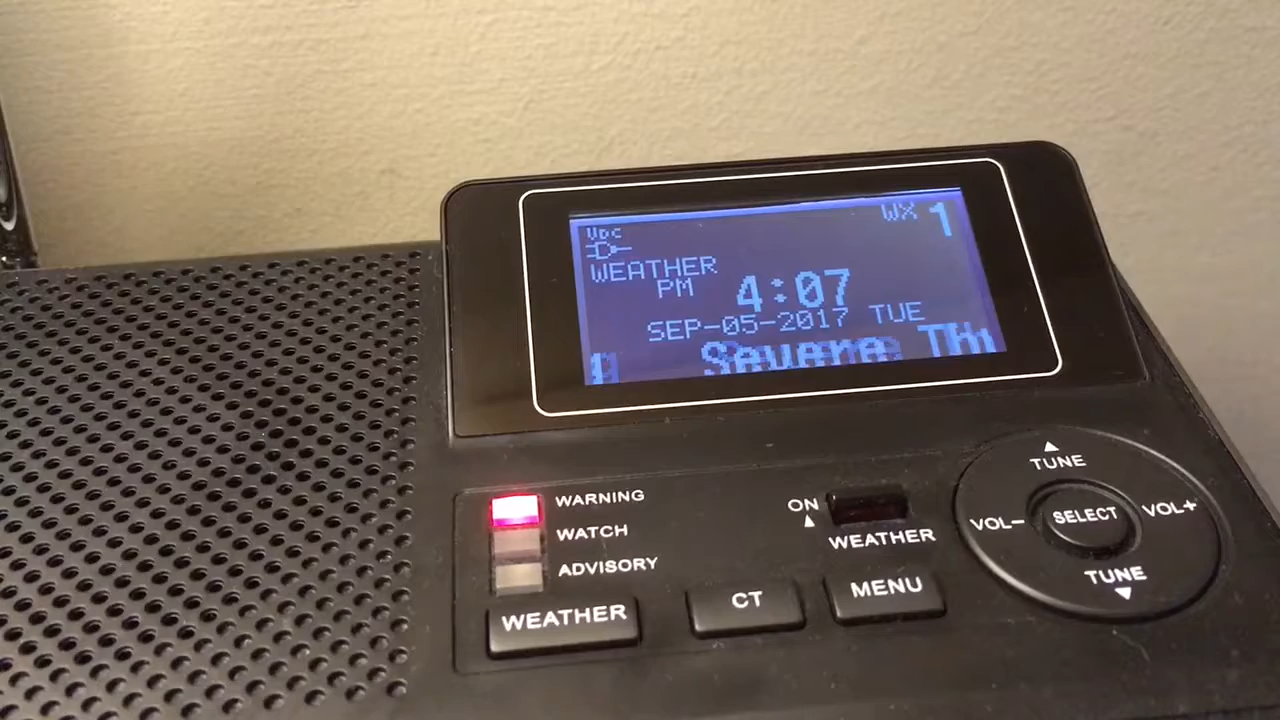 WX 1
VDC
WEATHER
PM 4:07
SEP-05-2017 TUE
Severe
WARNING
WATCH
ADVISORY
WEATHER
CT
ON
▲
WEATHER
MENU
▲
TUNE
VOL-
SELECT
VOL+
TUNE
▼